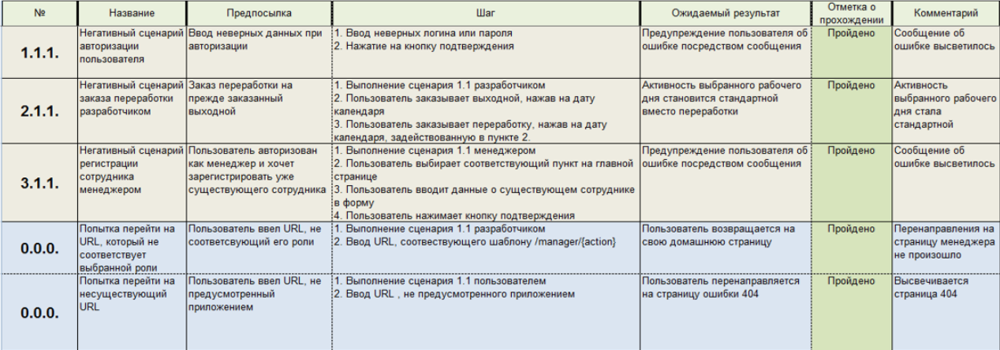 №
Название
Предпосылка
Шаг
Ожидаемый результат
Отметка о
прохождении
Комментарий
1.1.1.
Негативный сценарий
авторизации
пользователя
Ввод неверных данных при
авторизации
1. Ввод неверных логина или пароля
2. Нажатие на кнопку подтверждения
Предупреждение пользователя об
ошибке посредством сообщения
Пройдено
Сообщение об
ошибке высветилось
2.1.1.
Негативный сценарий
заказа переработки
разработчиком
Заказ переработки на
прежде заказанный
выходной
1. Выполнение сценария 1.1 разработчиком
2. Пользователь заказывает выходной, нажав на дату
календаря
3. Пользователь заказывает переработку, нажав на дату
календаря, задействованную в пункте 2.
Активность выбранного рабочего
дня становится стандартной
вместо переработки
Пройдено
Активность
выбранного рабочего
дня стала
стандартной
3.1.1.
Негативный сценарий
регистрации
сотрудника
менеджером
Пользователь авторизован
как менеджер и хочет
зарегистрировать уже
существующего сотрудника
1. Выполнение сценария 1.1 менеджером
2. Пользователь выбирает соответствующий пункт на главной
странице
3. Пользователь вводит данные о существующем сотруднике
в форму
4. Пользователь нажимает кнопку подтверждения
Предупреждение пользователя об
ошибке посредством сообщения
Пройдено
Сообщение об
ошибке высветилось
0.0.0.
Попытка перейти на
URL, который не
соответствует
выбранной роли
Пользователь ввел URL, не
соответсвующий его роли
1. Выполнение сценария 1.1 разработчиком
2. Ввод URL, соотвествующего шаблону /manager/{action}
Пользователь возвращается на
свою домашнюю страницу
Пройдено
Перенаправления на
страницу менеджера
не произошло
0.0.0.
Попытка перейти на
несуществующий
URL
Пользователь ввел URL, не
предусмотренный
приложением
1. Выполнение сценария 1.1 пользователем
2. Ввод URL , не предусмотренного приложением
Пользователь перенаправляется
на страницу ошибки 404
Пройдено
Высвечивается
страница 404